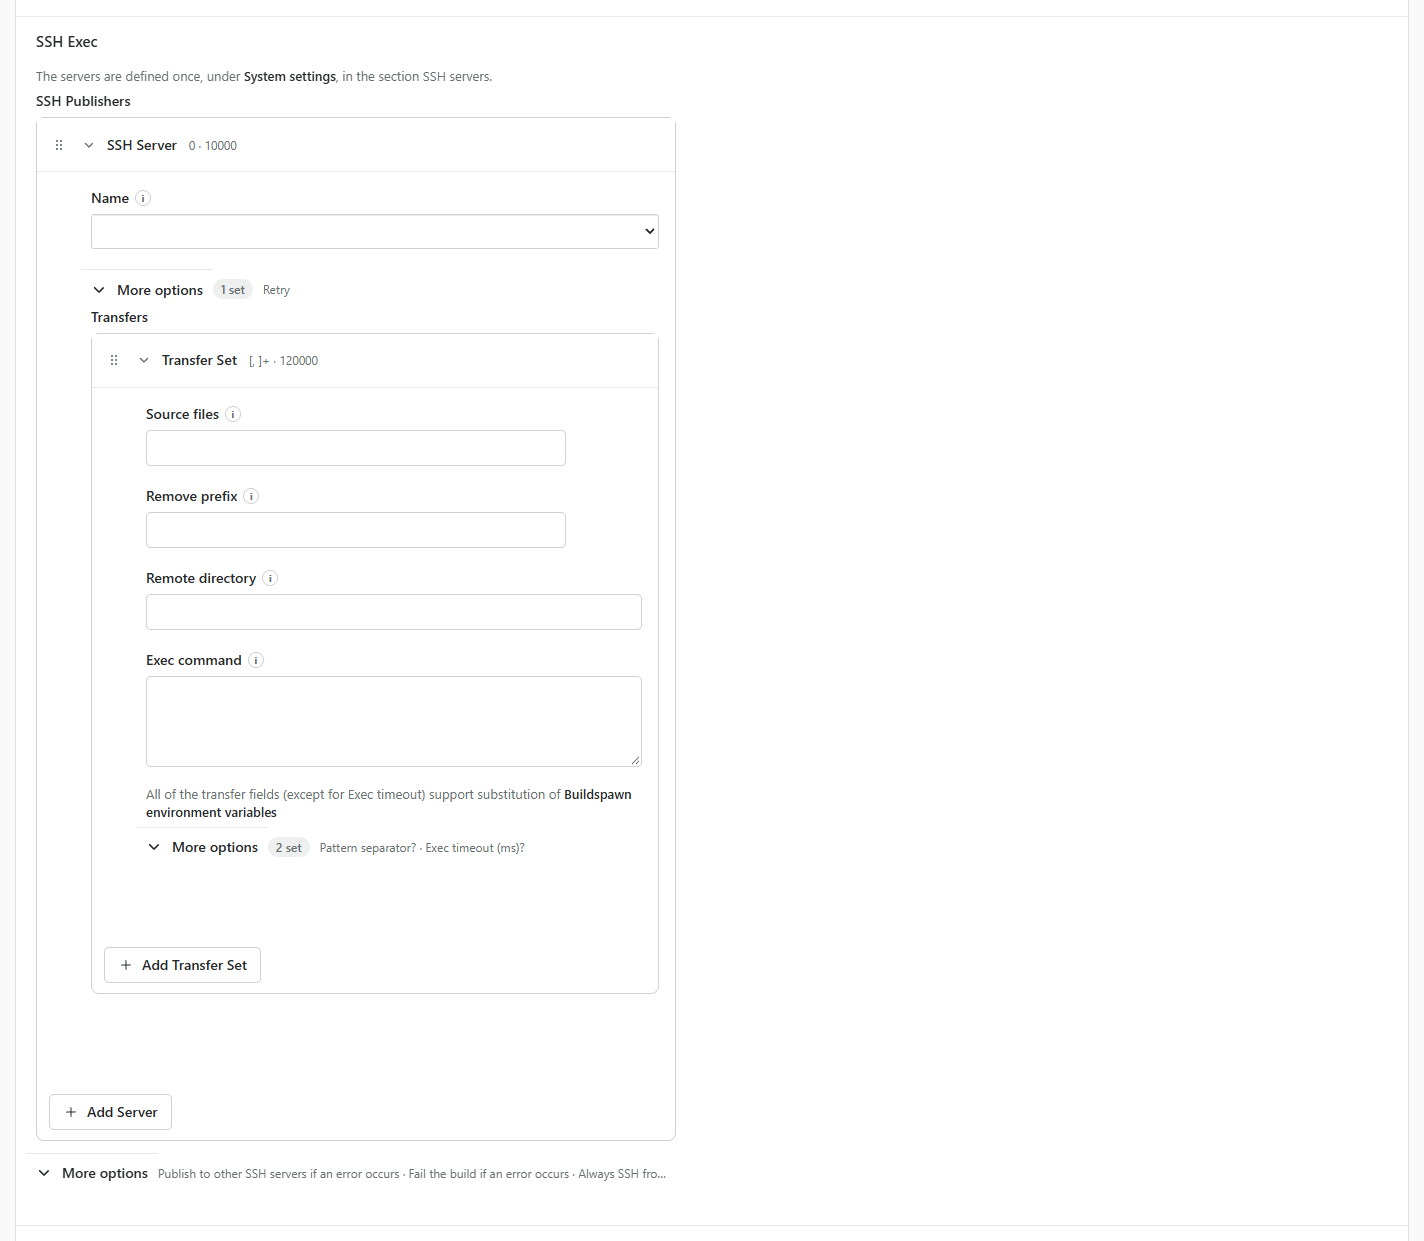 SSH Exec
The servers are defined once, under System settings, in the section SSH servers.
SSH Publishers
SSH Server 0 · 10000
Name i
More options 1 set Retry
Transfers
Transfer Set [, ]+ · 120000
Source files i
Remove prefix i
Remote directory i
Exec command i
All of the transfer fields (except for Exec timeout) support substitution of Buildspawn
environment variables
More options 2 set Pattern separator? · Exec timeout (ms)?
+ Add Transfer Set
+ Add Server
More options Publish to other SSH servers if an error occurs · Fail the build if an error occurs · Always SSH fro...